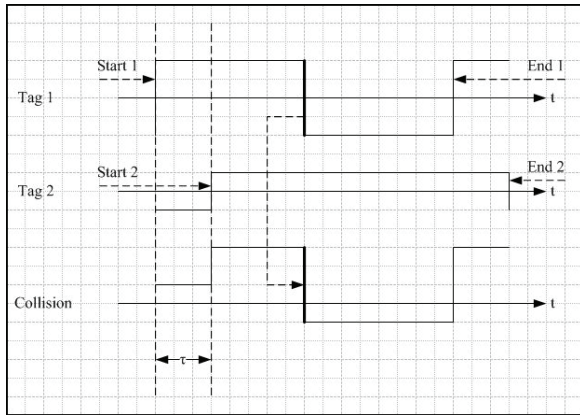 Start 1
End 1
Tag 1
t
Start 2
End 2
Tag 2
t
Collision
t
τ